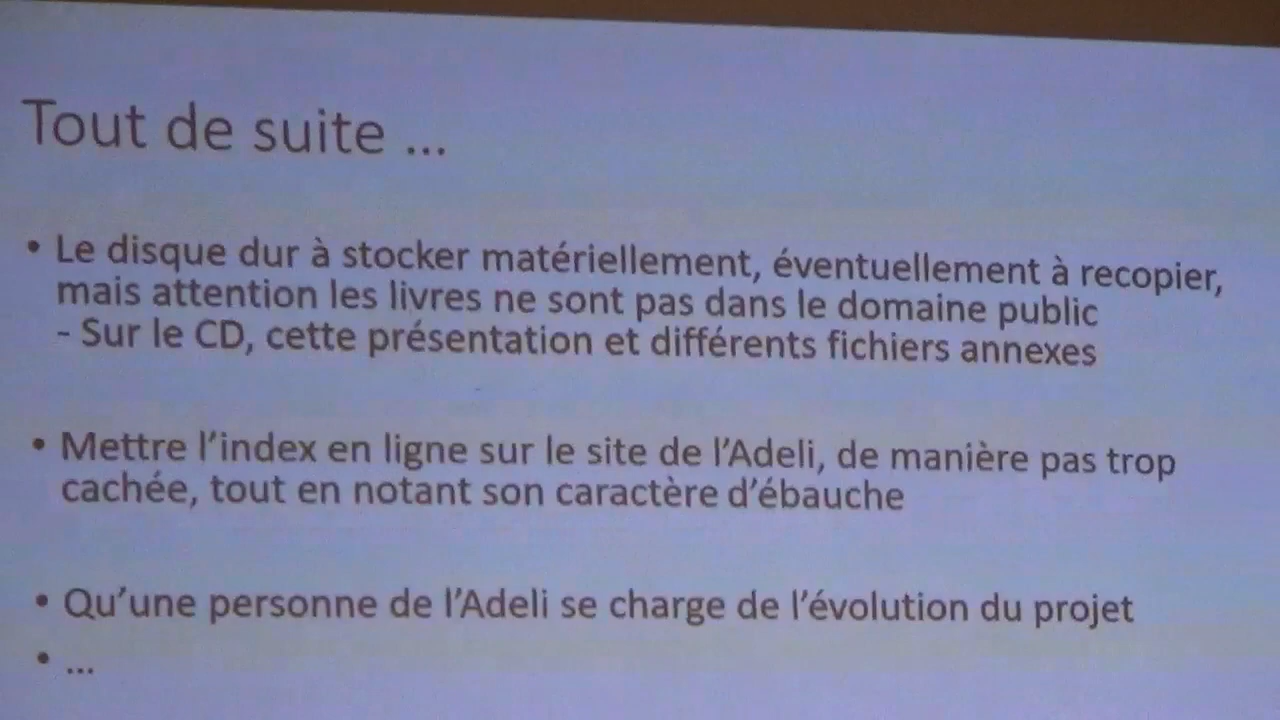 Tout de suite ...
• Le disque dur à stocker matériellement, éventuellement à recopier,
mais attention les livres ne sont pas dans le domaine public
- Sur le CD, cette présentation et différents fichiers annexes
• Mettre l’index en ligne sur le site de l’Adeli, de manière pas trop
cachée, tout en notant son caractère d’ébauche
• Qu’une personne de l’Adeli se charge de l’évolution du projet
• ...